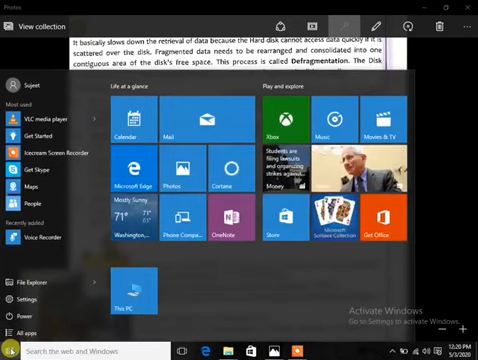 Photos
View collection
It basically slows down the retrieval of data because the Hard disk cannot access data quickly if it is
scattered over the disk. Fragmented data needs to be rearranged and consolidated into one
contiguous area of the disk's free space. This process is called Defragmentation. The Disk
Sujeet
Most used
VLC media player
Get Started
Icecream Screen Recorder
Get Skype
Maps
People
Recently added
Voice Recorder
File Explorer
Settings
Power
All apps
Life at a glance
Calendar
Mail
Microsoft Edge
Photos
Cortana
Mostly Sunny
71°
71°
61°
Washington,...
Phone Compa...
OneNote
This PC
Play and explore
Xbox
Music
Movies & TV
Students are filing lawsuits and organizing strikes against...
Money
Store
Microsoft
Solitaire Collection
Get Office
Activate Windows
Go to Settings to activate Windows.
Search the web and Windows
12:20 PM
5/3/2020